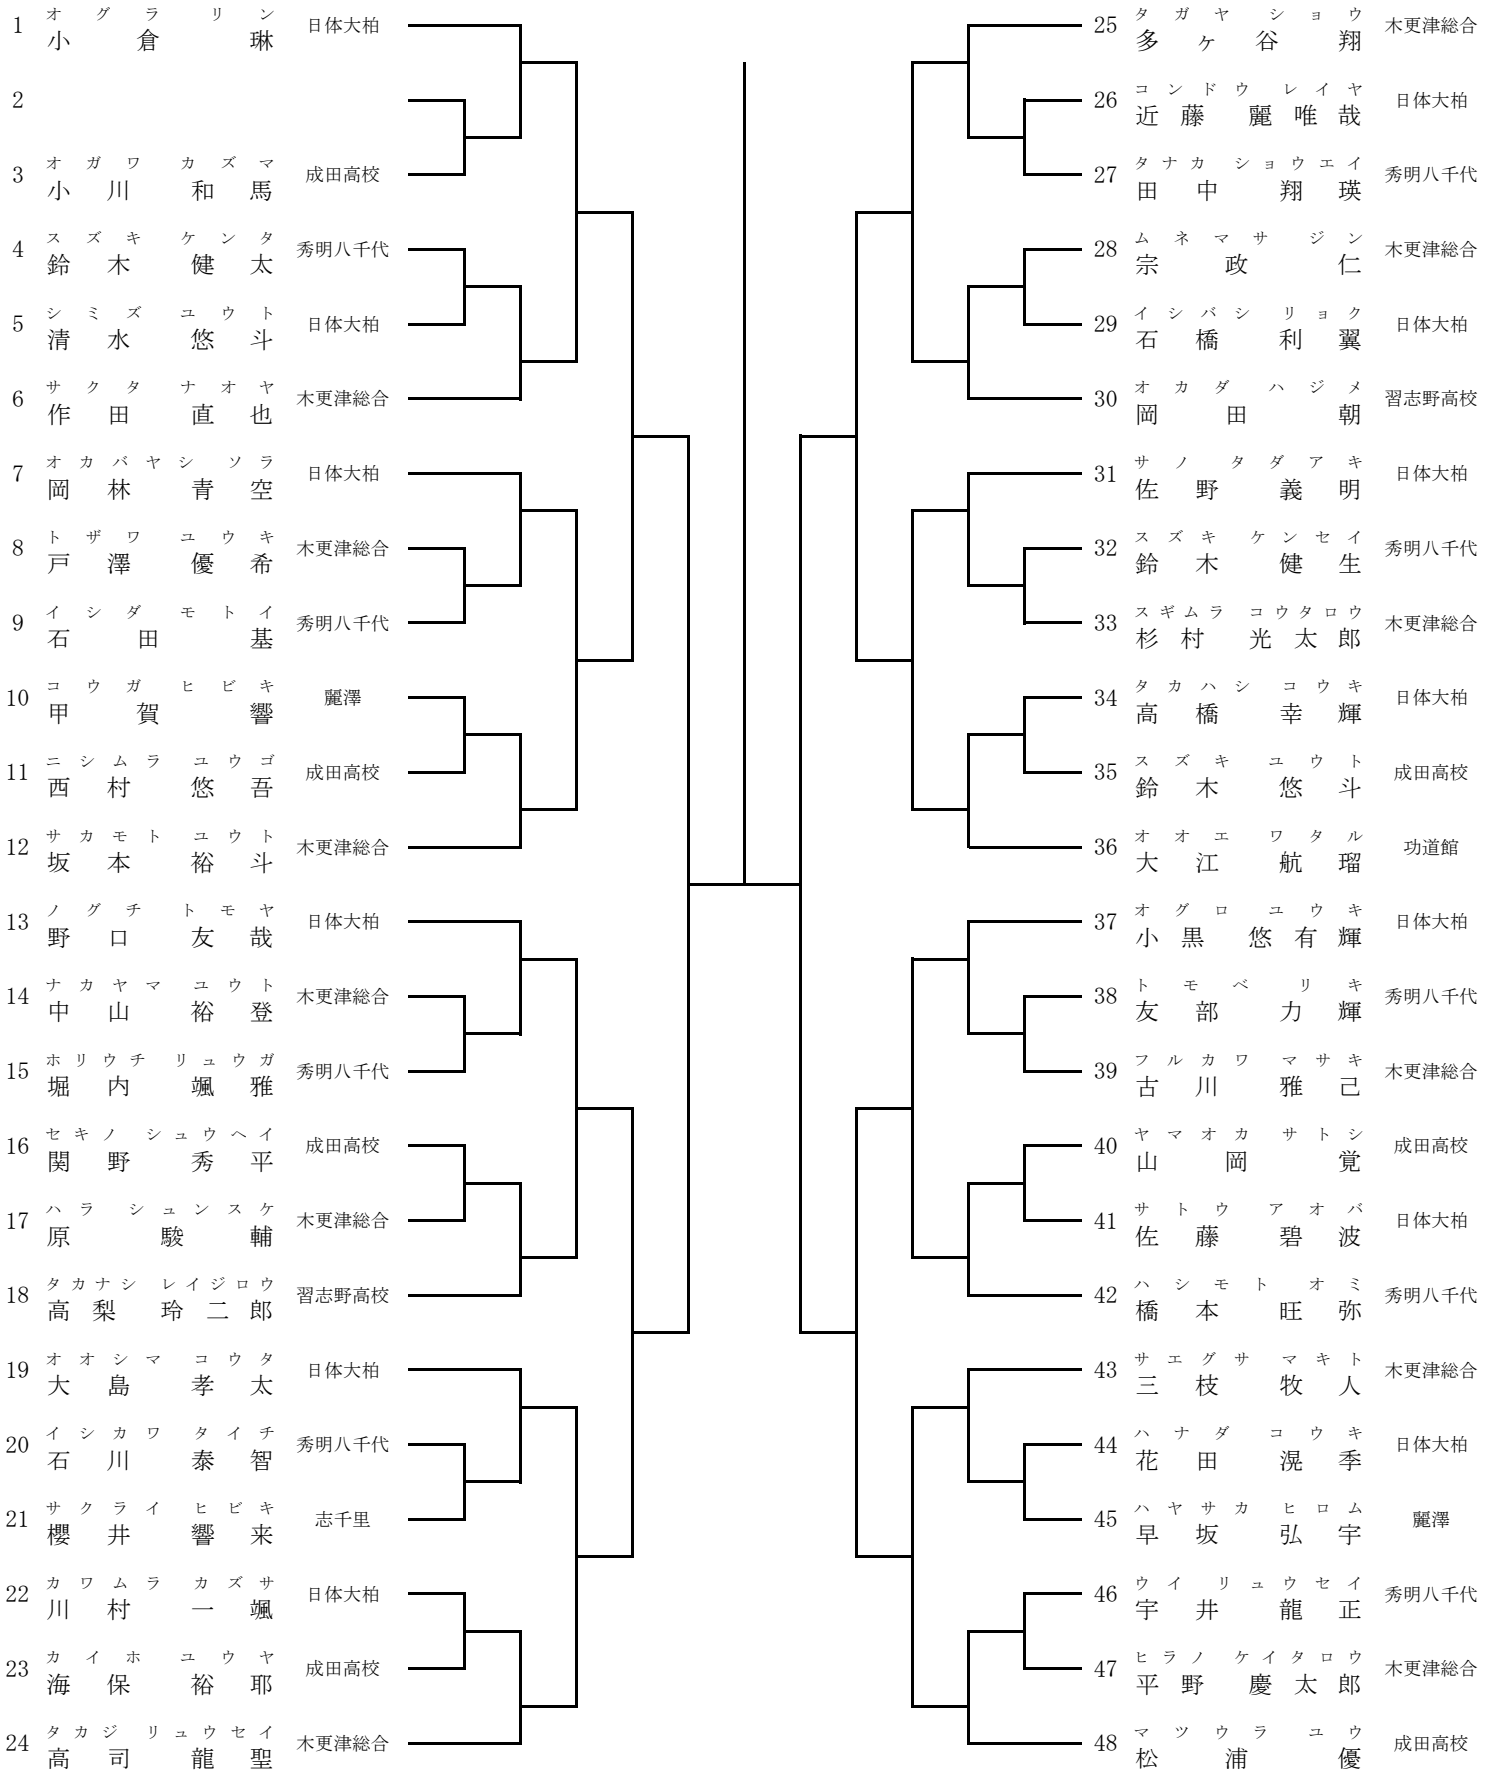 オグラ リン
1 小倉 琳 日体大柏
2
オガワ カズマ
3 小川 和馬 成田高校
スズキ ケンタ
4 鈴木 健太 秀明八千代
シミズ ユウト
5 清水 悠斗 日体大柏
サクタ ナオヤ
6 作田 直也 木更津総合
オカバヤシ ソラ
7 岡林 青空 日体大柏
トザワ ユウキ
8 戸澤 優希 木更津総合
イシダ モトイ
9 石田 基 秀明八千代
コウガ ヒビキ
10 甲賀 響 麗澤
ニシムラ ユウゴ
11 西村 悠吾 成田高校
サカモト ユウト
12 坂本 裕斗 木更津総合
ノグチ トモヤ
13 野口 友哉 日体大柏
ナカヤマ ユウト
14 中山 裕登 木更津総合
ホリウチ リュウガ
15 堀内 颯雅 秀明八千代
セキノ シュウヘイ
16 関野 秀平 成田高校
ハラ シュンスケ
17 原 駿輔 木更津総合
タカナシ レイジロウ
18 高梨 玲二郎 習志野高校
オオシマ コウタ
19 大島 孝太 日体大柏
イシカワ タイチ
20 石川 泰智 秀明八千代
サクライ ヒビキ
21 櫻井 響来 志千里
カワムラ カズサ
22 川村 一颯 日体大柏
カイホ ユウヤ
23 海保 裕耶 成田高校
タカジ リュウセイ
24 高司 龍聖 木更津総合
タガヤ ショウ
25 多ヶ谷 翔 木更津総合
コンドウ レイヤ
26 近藤 麗唯哉 日体大柏
タナカ ショウエイ
27 田中 翔瑛 秀明八千代
ムネマサ ジン
28 宗政 仁 木更津総合
イシバシ リョク
29 石橋 利翼 日体大柏
オカダ ハジメ
30 岡田 朝 習志野高校
サノ タダアキ
31 佐野 義明 日体大柏
スズキ ケンセイ
32 鈴木 健生 秀明八千代
スギムラ コウタロウ
33 杉村 光太郎 木更津総合
タカハシ コウキ
34 高橋 幸輝 日体大柏
スズキ ユウト
35 鈴木 悠斗 成田高校
オオエ ワタル
36 大江 航瑠 功道館
オグロ ユウキ
37 小黒 悠有輝 日体大柏
トモベ リキ
38 友部 力輝 秀明八千代
フルカワ マサキ
39 古川 雅己 木更津総合
ヤマオカ サトシ
40 山岡 覚 成田高校
サトウ アオバ
41 佐藤 碧波 日体大柏
ハシモト オミ
42 橋本 旺弥 秀明八千代
サエグサ マキト
43 三枝 牧人 木更津総合
ハナダ コウキ
44 花田 滉季 日体大柏
ハヤサカ ヒロム
45 早坂 弘宇 麗澤
ウイ リュウセイ
46 宇井 龍正 秀明八千代
ヒラノ ケイタロウ
47 平野 慶太郎 木更津総合
マツウラ ユウ
48 松浦 優 成田高校